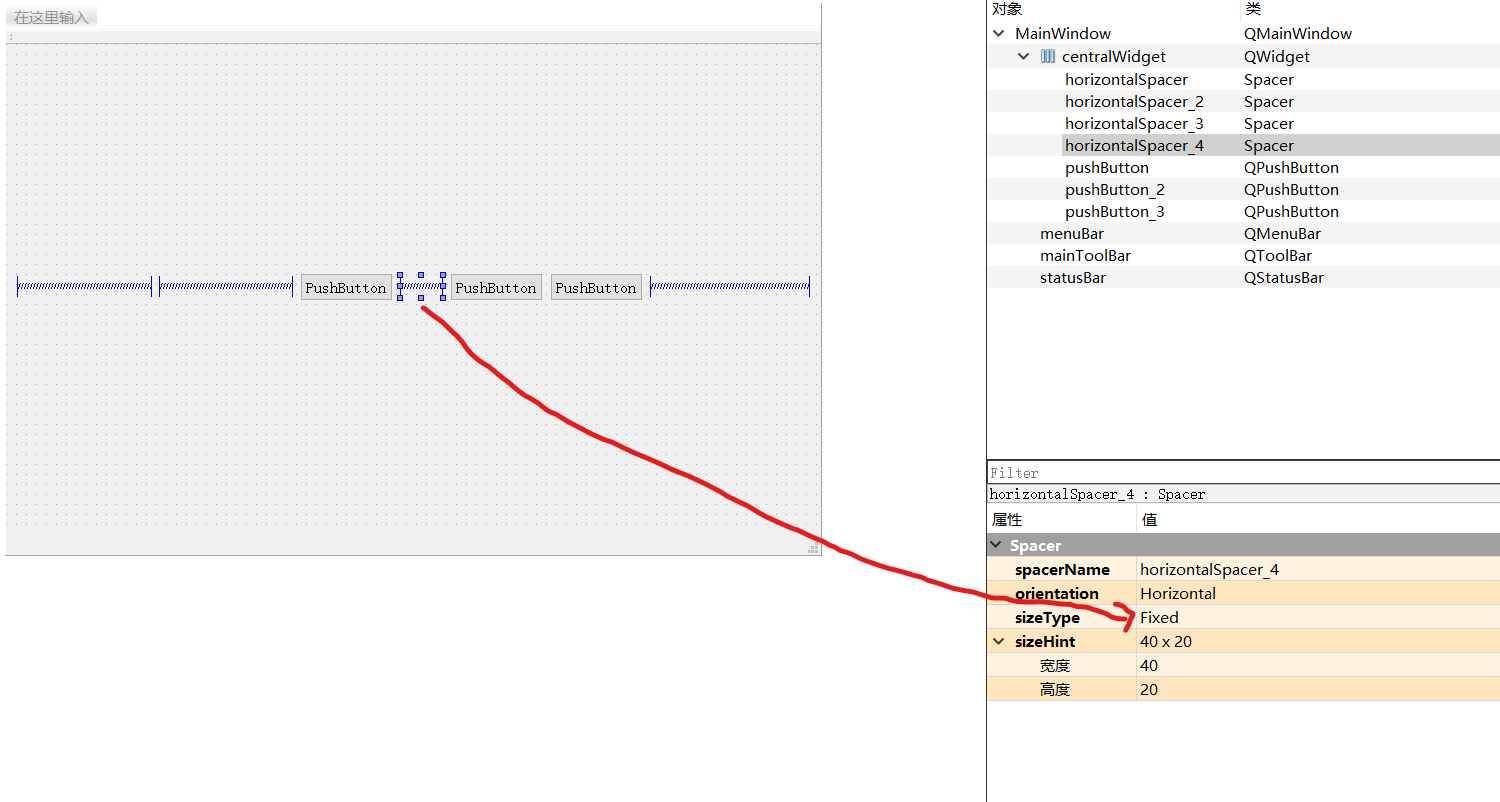 在这里输入
PushButton
PushButton
PushButton
对象 类
MainWindow QMainWindow
centralWidget QWidget
horizontalSpacer Spacer
horizontalSpacer_2 Spacer
horizontalSpacer_3 Spacer
horizontalSpacer_4 Spacer
pushButton QPushButton
pushButton_2 QPushButton
pushButton_3 QPushButton
menuBar QMenuBar
mainToolBar QToolBar
statusBar QStatusBar
Filter
horizontalSpacer_4 : Spacer
属性 值
Spacer
spacerName horizontalSpacer_4
orientation Horizontal
sizeType Fixed
sizeHint 40 x 20
宽度 40
高度 20